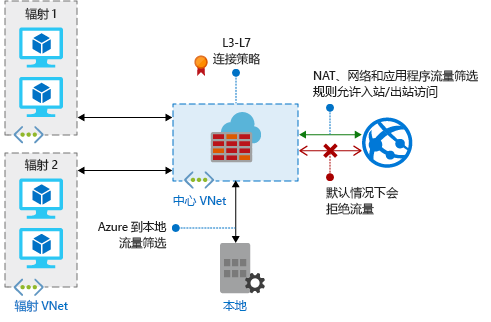 辐射 1
L3-L7
连接策略
NAT、网络和应用程序流量筛选
规则允许入站/出站访问
辐射 2
中心 VNet
默认情况下会
拒绝流量
Azure 到本地
流量筛选
辐射 VNet
本地